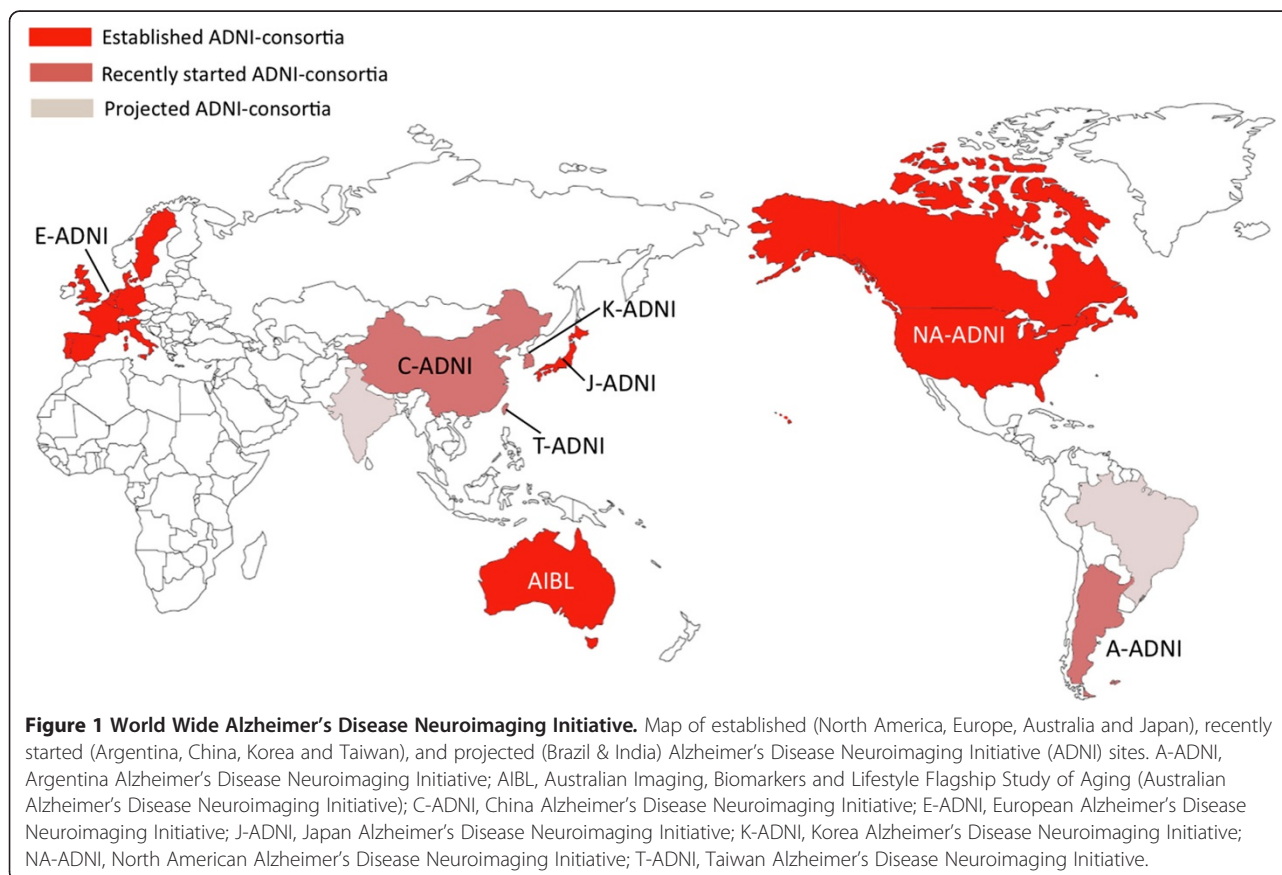 Established ADNI-consortia
Recently started ADNI-consortia
Projected ADNI-consortia
E-ADNI
K-ADNI
NA-ADNI
C-ADNI
J-ADNI
T-ADNI
AIBL
A-ADNI
Figure 1 World Wide Alzheimer's Disease Neuroimaging Initiative. Map of established (North America, Europe, Australia and Japan), recently
started (Argentina, China, Korea and Taiwan), and projected (Brazil & India) Alzheimer's Disease Neuroimaging Initiative (ADNI) sites. A-ADNI,
Argentina Alzheimer's Disease Neuroimaging Initiative; AIBL, Australian Imaging, Biomarkers and Lifestyle Flagship Study of Aging (Australian
Alzheimer's Disease Neuroimaging Initiative); C-ADNI, China Alzheimer's Disease Neuroimaging Initiative; E-ADNI, European Alzheimer's Disease
Neuroimaging Initiative; J-ADNI, Japan Alzheimer's Disease Neuroimaging Initiative; K-ADNI, Korea Alzheimer's Disease Neuroimaging Initiative;
NA-ADNI, North American Alzheimer's Disease Neuroimaging Initiative; T-ADNI, Taiwan Alzheimer's Disease Neuroimaging Initiative.